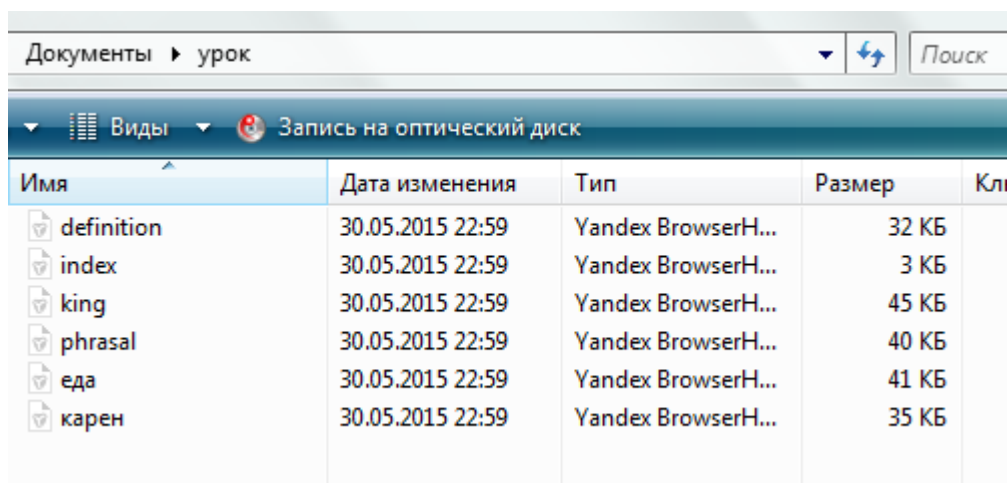 Документы ▸ урок Поиск
Виды Запись на оптический диск
Имя Дата изменения Тип Размер Кл
definition 30.05.2015 22:59 Yandex BrowserH... 32 КБ
index 30.05.2015 22:59 Yandex BrowserH... 3 КБ
king 30.05.2015 22:59 Yandex BrowserH... 45 КБ
phrasal 30.05.2015 22:59 Yandex BrowserH... 40 КБ
еда 30.05.2015 22:59 Yandex BrowserH... 41 КБ
карен 30.05.2015 22:59 Yandex BrowserH... 35 КБ